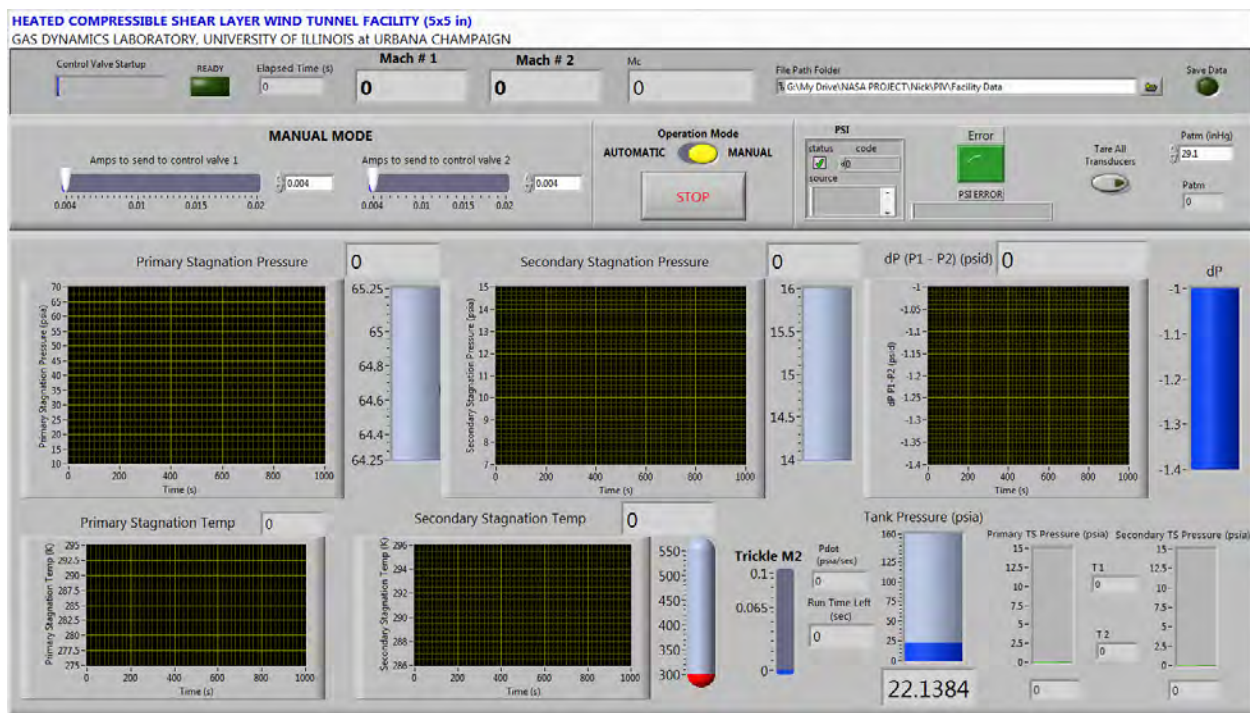 HEATED COMPRESSIBLE SHEAR LAYER WIND TUNNEL FACILITY (5x5 in)
GAS DYNAMICS LABORATORY, UNIVERSITY OF ILLINOIS at URBANA CHAMPAIGN
Control Valve Startup
READY
Elapsed Time (s)
0
Mach # 1
0
Mach # 2
0
Mc
0
File Path Folder
G:\My Drive\NASA PROJECT\Nick\PIV\Facility Data
Save Data
MANUAL MODE
Amps to send to control valve 1
0.004
0.004 0.01 0.015 0.02
Amps to send to control valve 2
0.004
0.004 0.01 0.015 0.02
Operation Mode
AUTOMATIC MANUAL
STOP
PSI
status code
d0
source
Error
PSI ERROR
Tare All
Transducers
Patm (inHg)
29.1
Patm
0
Primary Stagnation Pressure 0
Primary Stagnation Pressure (psia)
70
65
60
55
50
45
40
35
30
25
20
15
10
0 200 400 600 800 1000
Time (s)
65.25
65
64.8
64.6
64.4
64.25
Secondary Stagnation Pressure 0
Secondary Stagnation Pressure (psia)
15
14
13
12
11
10
9
8
7
0 200 400 600 800 1000
Time (s)
16
15.5
15
14.5
14
dP (P1 - P2) (psid) 0
dP P1-P2 (psid)
-1
-1.05
-1.1
-1.15
-1.2
-1.25
-1.3
-1.35
-1.4
0 200 400 600 800 1000
Time (s)
dP
-1
-1.1
-1.2
-1.3
-1.4
Primary Stagnation Temp 0
Primary Stagnation Temp (K)
295
292.5
290
287.5
285
282.5
280
277.5
275
0 200 400 600 800 1000
Time (s)
Secondary Stagnation Temp 0
Secondary Stagnation Temp (K)
296
294
292
290
288
286
0 200 400 600 800 1000
Time (s)
550
500
450
400
350
300
Trickle M2
0.1
0.065
0
Pdot
(psia/sec)
0
Run Time Left
(sec)
0
Tank Pressure (psia)
160
125
100
75
50
25
0
22.1384
Primary TS Pressure (psia)
15
12.5
10
7.5
5
2.5
0
0
T1
0
T2
0
Secondary TS Pressure (psia)
15
12.5
10
7.5
5
2.5
0
0